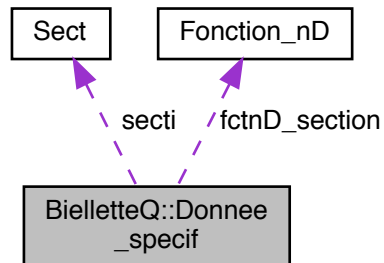 Sect
Fonction_nD
secti
fctnD_section
BielletteQ::Donnee
_specif